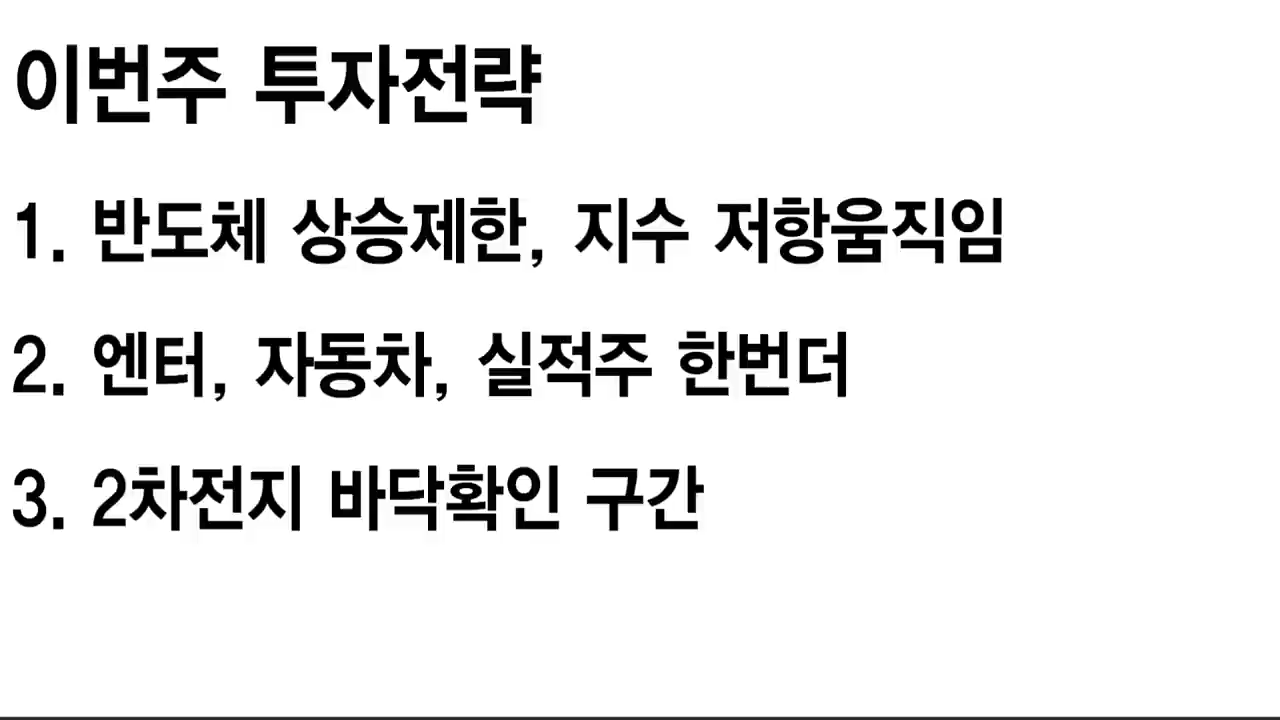 이번주 투자전략
1. 반도체 상승제한, 지수 저항움직임
2. 엔터, 자동차, 실적주 한번더
3. 2차전지 바닥확인 구간